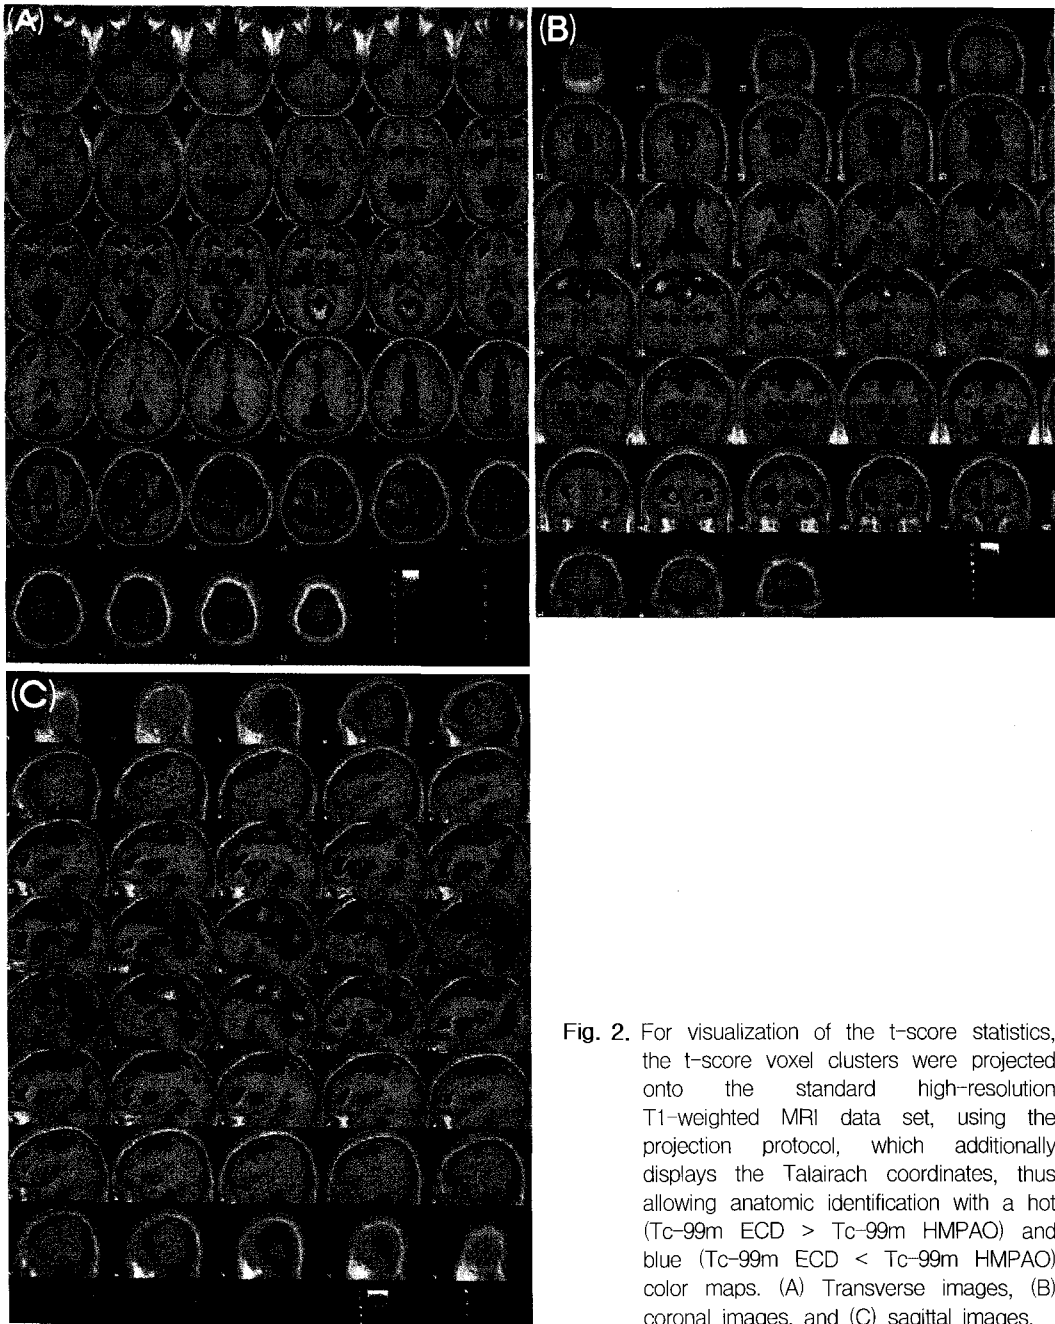 (A)
(B)
(C)
Fig. 2. For visualization of the t-score statistics,
the t-score voxel clusters were projected
onto the standard high-resolution
T1-weighted MRI data set, using the
projection protocol, which additionally
displays the Talairach coordinates, thus
allowing anatomic identification with a hot
(Tc-99m ECD > Tc-99m HMPAO) and
blue (Tc-99m ECD < Tc-99m HMPAO)
color maps. (A) Transverse images, (B)
coronal images, and (C) sagittal images.